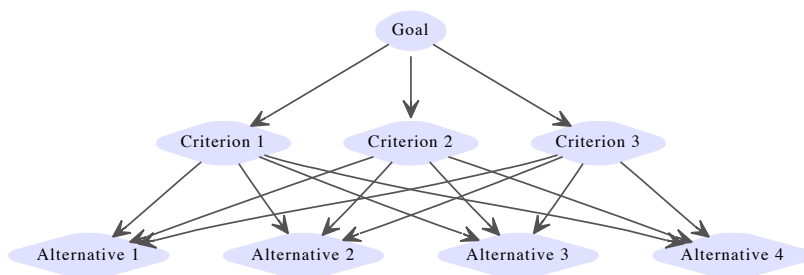 Goal
Criterion 1
Criterion 2
Criterion 3
Alternative 1
Alternative 2
Alternative 3
Alternative 4